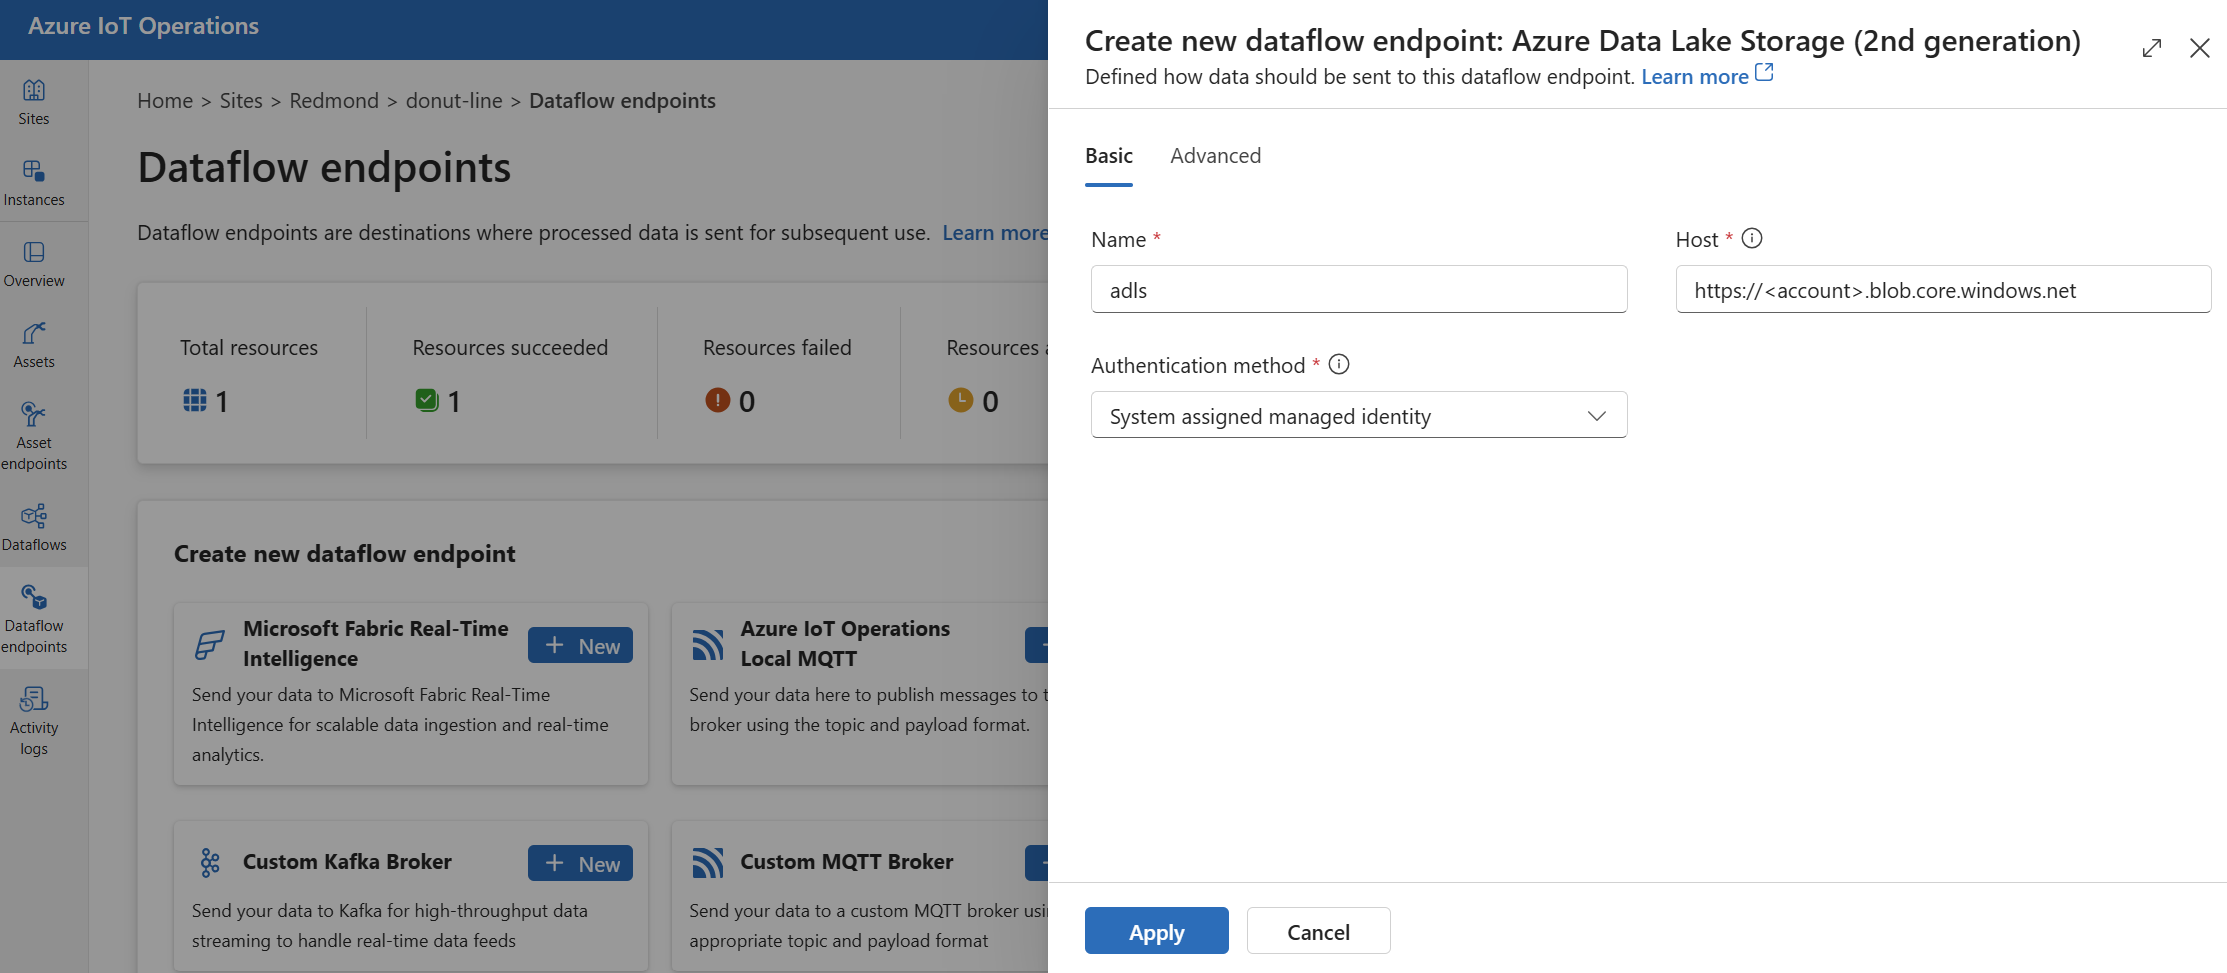 Azure IoT Operations
Sites
Instances
Overview
Assets
Asset
endpoints
Dataflows
Dataflow
endpoints
Activity
logs
Home > Sites > Redmond > donut-line > Dataflow endpoints
Dataflow endpoints
Dataflow endpoints are destinations where processed data is sent for subsequent use. Learn more
Total resources
1
Resources succeeded
1
Resources failed
0
Resources
0
Create new dataflow endpoint
Microsoft Fabric Real-Time
Intelligence
+ New
Send your data to Microsoft Fabric Real-Time
Intelligence for scalable data ingestion and real-time
analytics.
Azure IoT Operations
Local MQTT
Send your data here to publish messages to
broker using the topic and payload format.
Custom Kafka Broker
+ New
Send your data to Kafka for high-throughput data
streaming to handle real-time data feeds
Custom MQTT Broker
Send your data to a custom MQTT broker
appropriate topic and payload format
Create new dataflow endpoint: Azure Data Lake Storage (2nd generation)
Defined how data should be sent to this dataflow endpoint. Learn more
Basic
Advanced
Name *
adls
Host *
https://<account>.blob.core.windows.net
Authentication method *
System assigned managed identity
Apply
Cancel